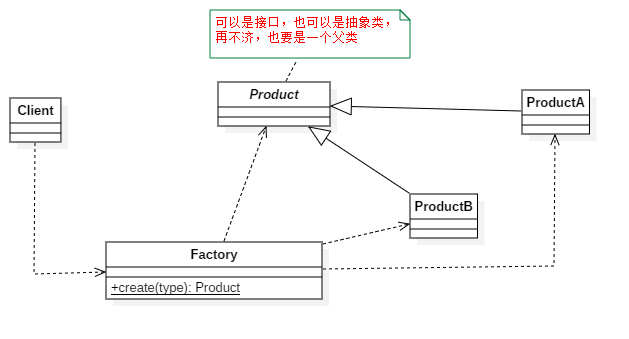 可以是接口，也可以是抽象类，
再不济，也要是一个父类
Product
ProductA
Client
ProductB
Factory
+create(type): Product